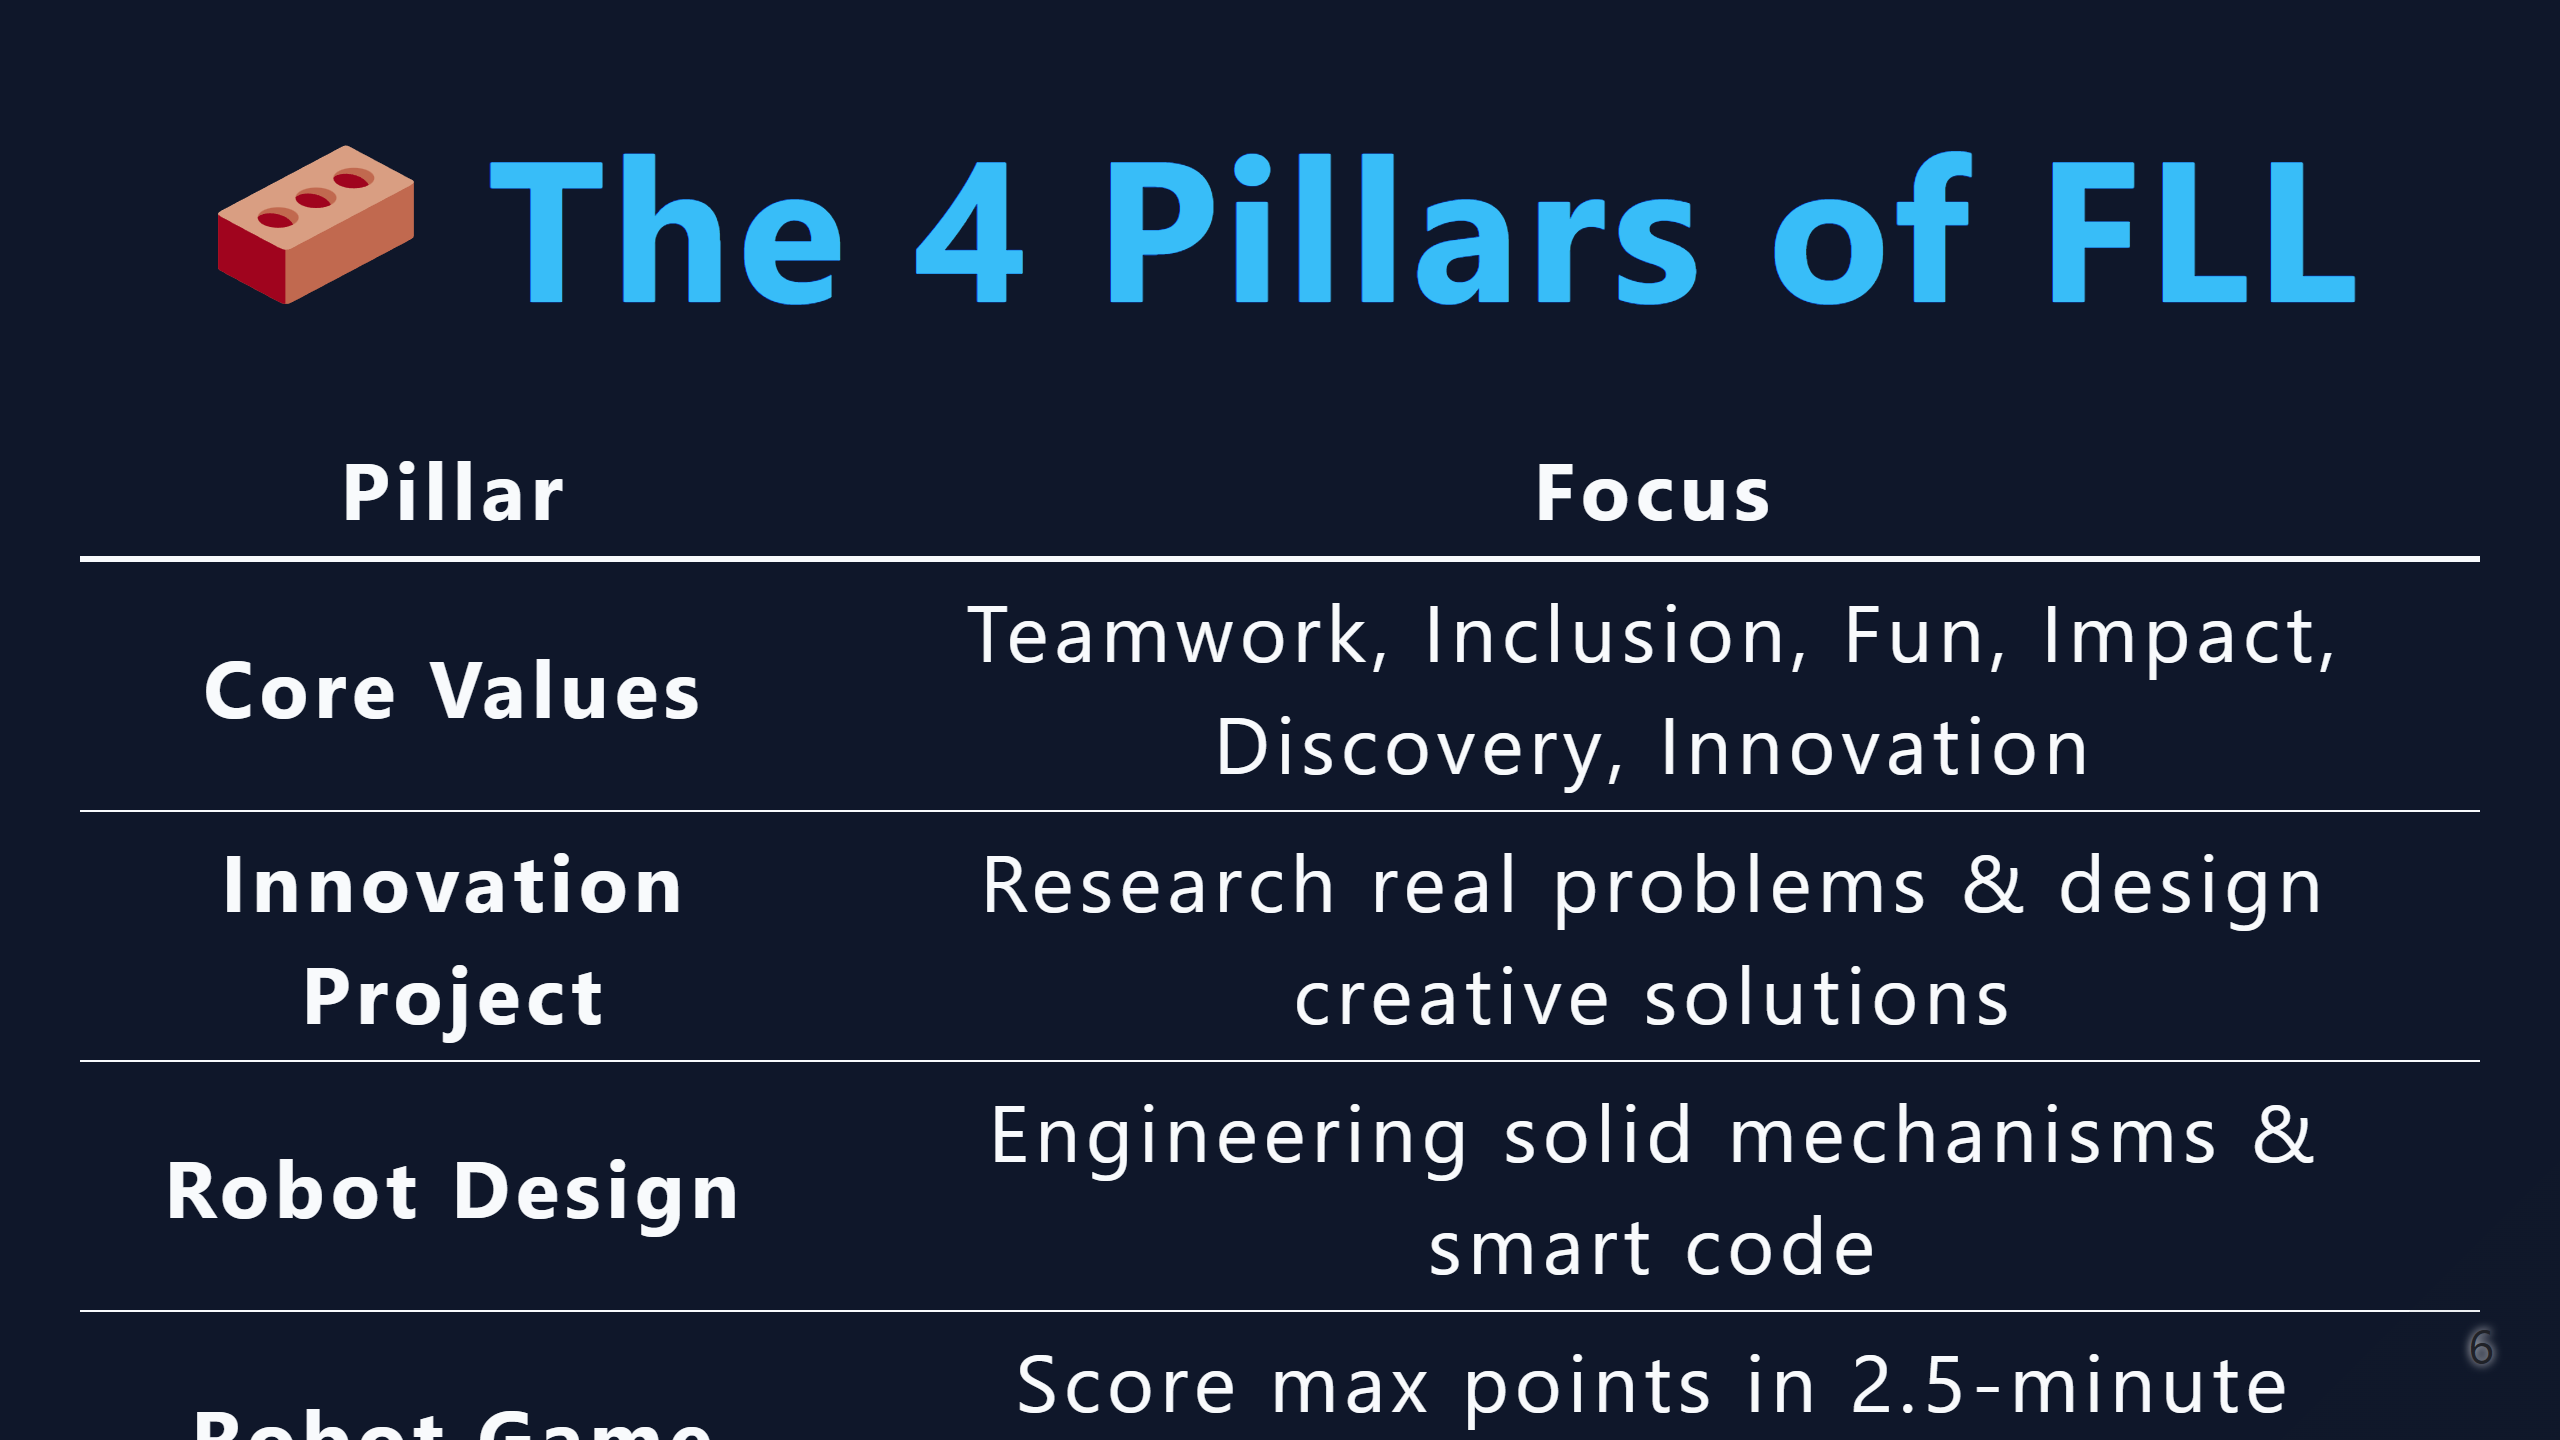 The 4 Pillars of FLL
Pillar Focus
Core Values Teamwork, Inclusion, Fun, Impact,
Discovery, Innovation
Innovation Project Research real problems & design
creative solutions
Robot Design Engineering solid mechanisms &
smart code
Robot Game Score max points in 2.5-minute
6